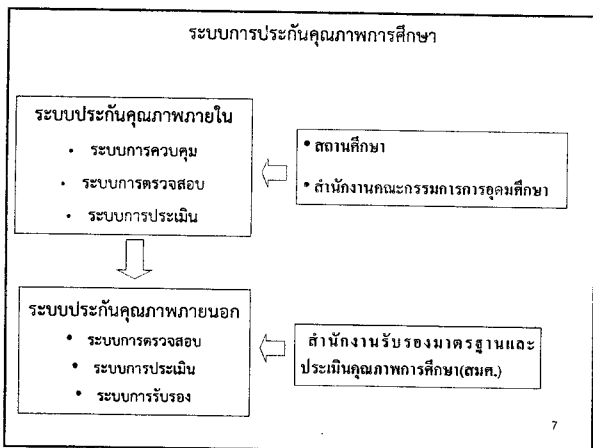 ระบบการประกันคุณภาพการศึกษา
ระบบประกันคุณภาพภายใน
• ระบบการควบคุม
• ระบบการตรวจสอบ
• ระบบการประเมิน
• สถานศึกษา
• สำนักงานคณะกรรมการการอุดมศึกษา
ระบบประกันคุณภาพภายนอก
• ระบบการตรวจสอบ
• ระบบการประเมิน
• ระบบการรับรอง
สำนักงานรับรองมาตรฐานและ
ประเมินคุณภาพการศึกษา(สมศ.)
7